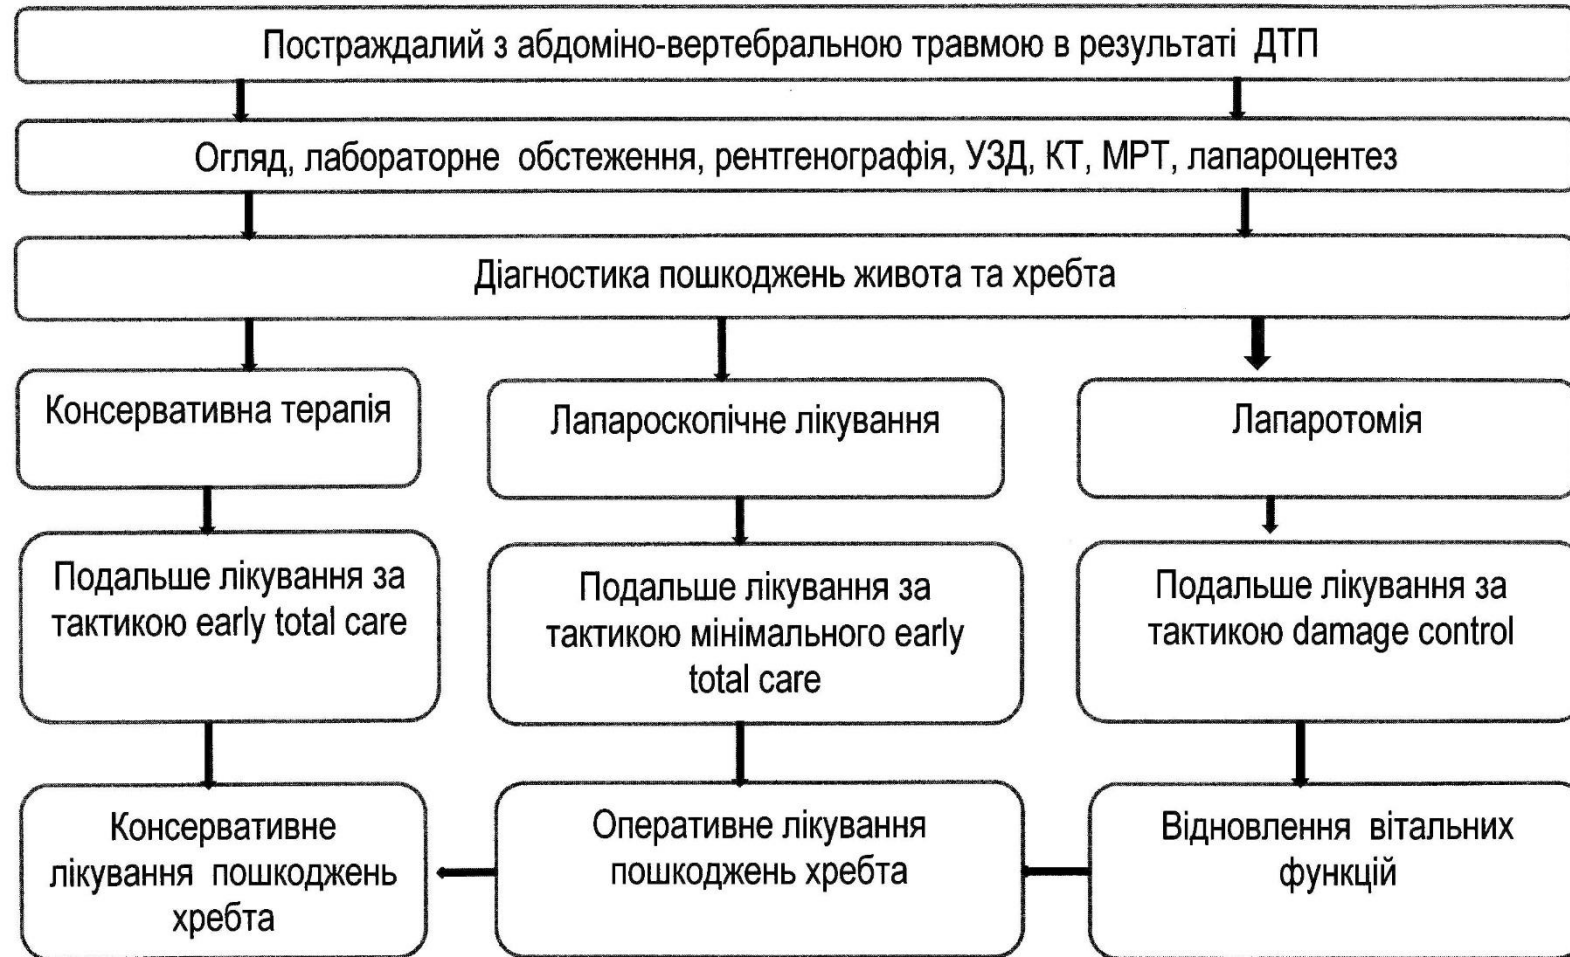 Постраждалий з абдоміно-вертебральною травмою в результаті ДТП
Огляд, лабораторне обстеження, рентгенографія, УЗД, КТ, МРТ, лапароцентез
Діагностика пошкоджень живота та хребта
Консервативна терапія
Лапароскопічне лікування
Лапаротомія
Подальше лікування за
тактикою early total care
Подальше лікування за
тактикою мінімального early
total care
Подальше лікування за
тактикою damage control
Консервативне
лікування пошкоджень
хребта
Оперативне лікування
пошкоджень хребта
Відновлення вітальних
функцій